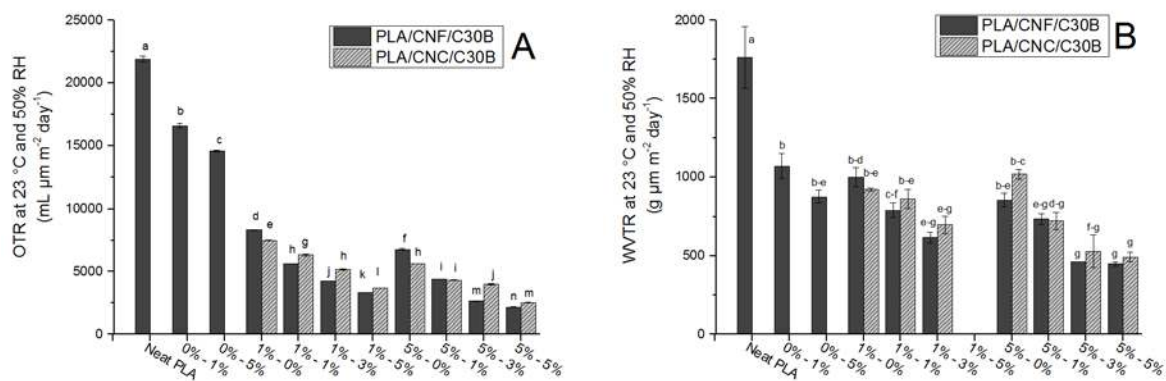 OTR at 23 °C and 50% RH
(mL µm m⁻² day⁻¹)
25000
20000
15000
10000
5000
0
PLA/CNF/C30B
PLA/CNC/C30B
A
a
b
c
d
e
h
g
j
h
k
l
f
h
i
i
m
j
n
m
Neat PLA
0% - 1%
0% - 5%
1% - 0%
1% - 1%
1% - 3%
1% - 5%
5% - 0%
5% - 1%
5% - 3%
5% - 5%
WVTR at 23 °C and 50% RH
(g µm m⁻² day⁻¹)
2000
1500
1000
500
0
PLA/CNF/C30B
PLA/CNC/C30B
B
a
b
b-e
b-d
b-e
c-f
b-e
e-g
e-g
b-e
b-c
e-g
d-g
g
f-g
g
g
Neat PLA
0% - 1%
0% - 5%
1% - 0%
1% - 1%
1% - 3%
1% - 5%
5% - 0%
5% - 1%
5% - 3%
5% - 5%